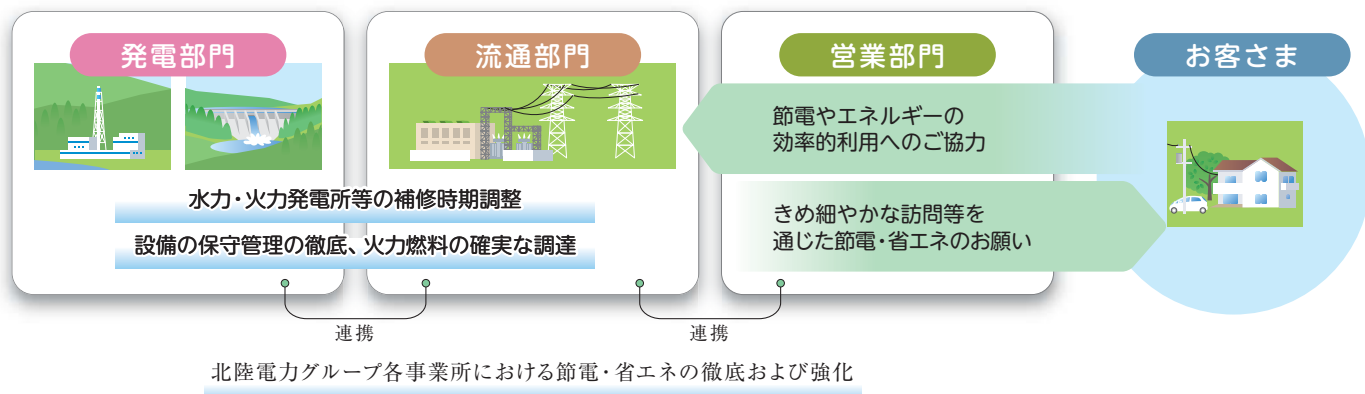 発電部門
流通部門
営業部門
お客さま
節電やエネルギーの
効率的利用へのご協力
水力・火力発電所等の補修時期調整
設備の保守管理の徹底、火力燃料の確実な調達
きめ細やかな訪問等を
通じた節電・省エネのお願い
連携
連携
北陸電力グループ各事業所における節電・省エネの徹底および強化